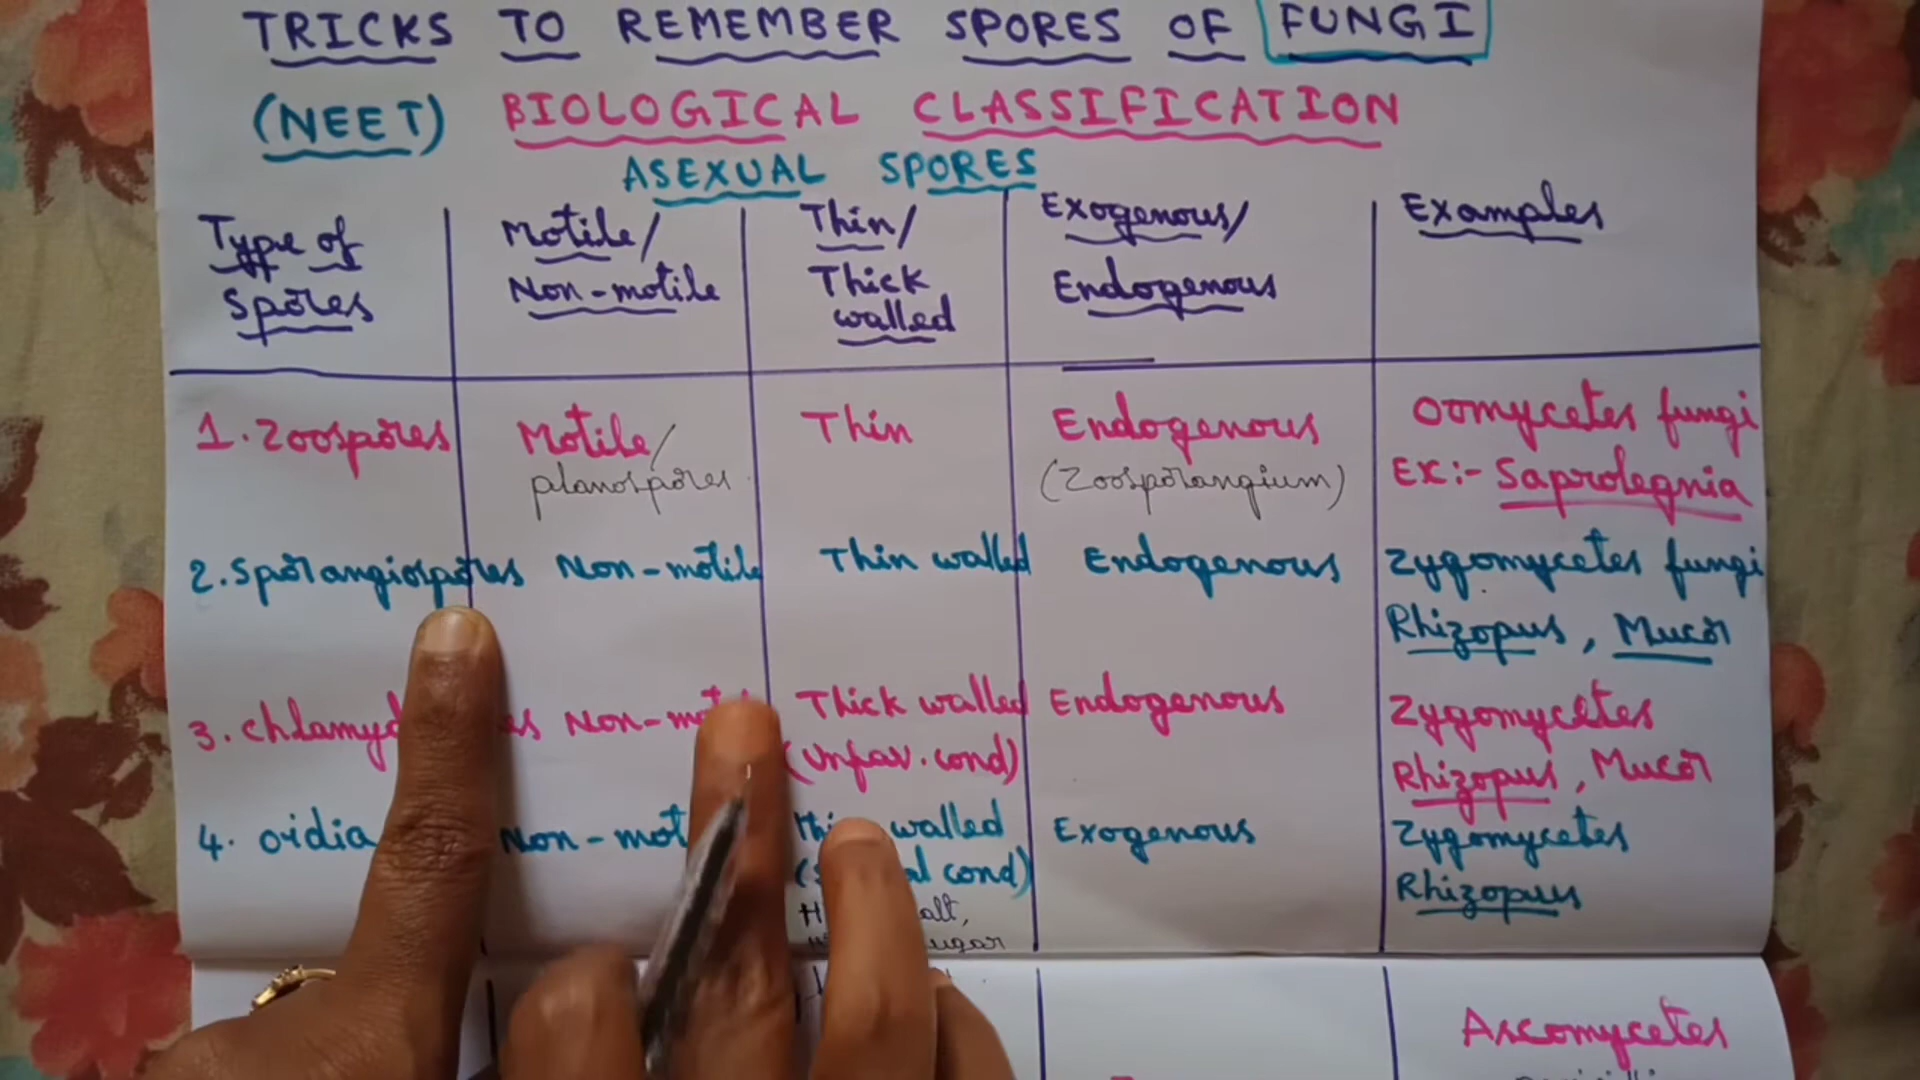 TRICKS TO REMEMBER SPORES OF FUNGI
(NEET) BIOLOGICAL CLASSIFICATION
ASEXUAL SPORES
Type of Spores
Motile/ Non-motile
Thin/ Thick walled
Exogenous/ Endogenous
Examples
1. Zoospores
Motile/ planospores
Thin
Endogenous (Zoosporangium)
Oomycetes fungi
EX:- Saprolegnia
2. Sporangiospores
Non-motile
Thin walled
Endogenous
Zygomycetes fungi
Rhizopus, Mucor
3.
Non-
Thick walled
(Unfav. cond)
Endogenous
Zygomycetes
Rhizopus, Mucor
4. oidia
Non-
walled
cond)
Exogenous
Zygomycetes
Rhizopus
Ascomycetes